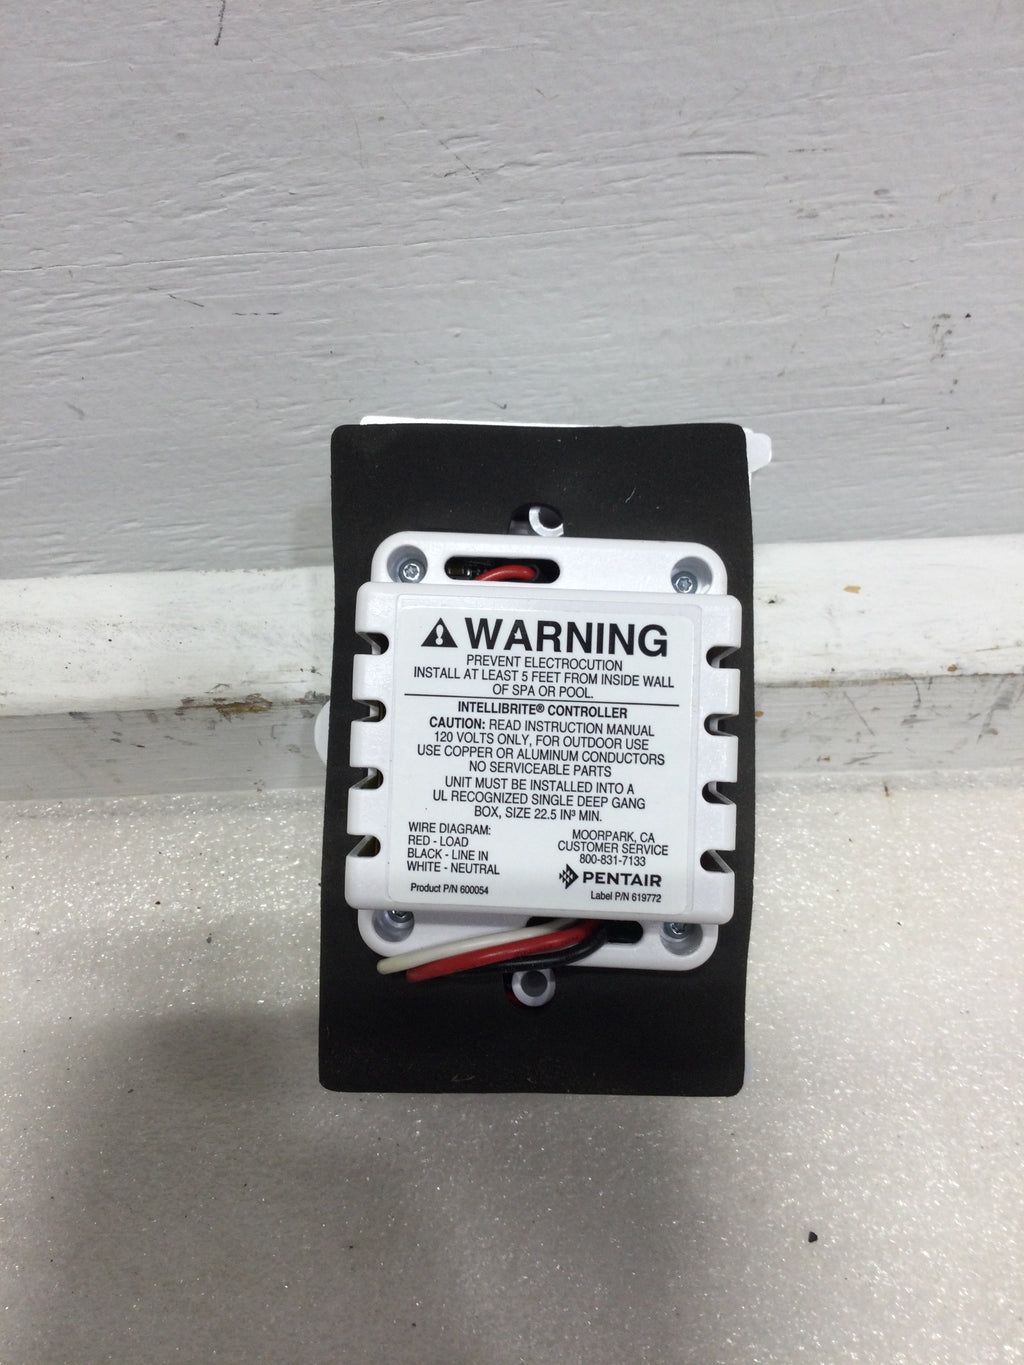 WARNING
PREVENT ELECTROCUTION
INSTALL AT LEAST 5 FEET FROM INSIDE WALL
OF SPA OR POOL.
INTELLIBRITE® CONTROLLER
CAUTION: READ INSTRUCTION MANUAL
120 VOLTS ONLY, FOR OUTDOOR USE
USE COPPER OR ALUMINUM CONDUCTORS
NO SERVICEABLE PARTS
UNIT MUST BE INSTALLED INTO A
UL RECOGNIZED SINGLE DEEP GANG
BOX, SIZE 22.5 IN³ MIN.
WIRE DIAGRAM:
RED - LOAD
BLACK - LINE IN
WHITE - NEUTRAL
Product P/N 600054
MOORPARK, CA
CUSTOMER SERVICE
800-831-7133
PENTAIR
Label P/N 619772